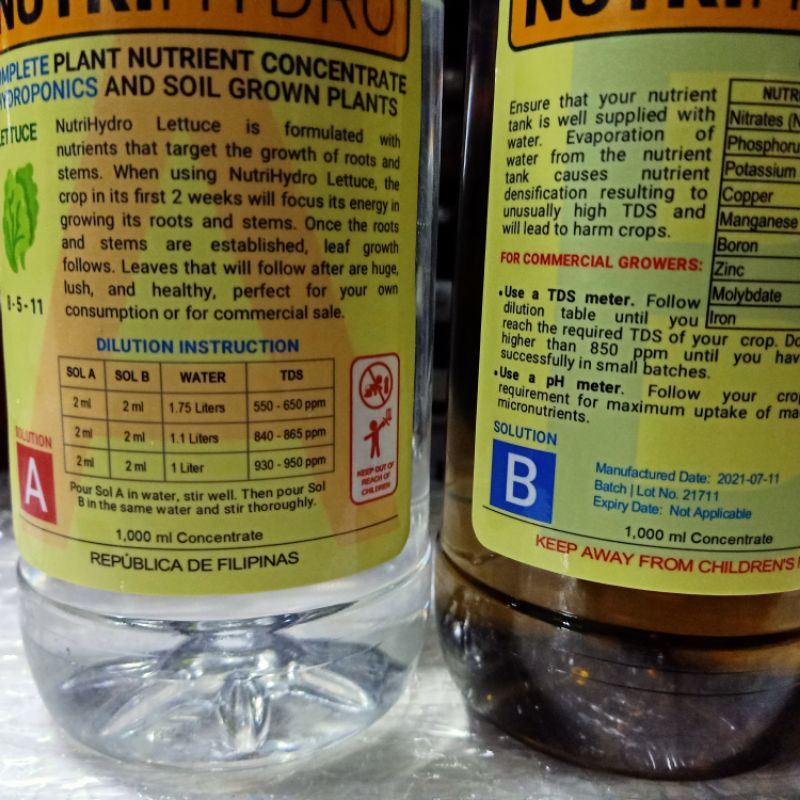 NUTRIHYDRO
COMPLETE PLANT NUTRIENT CONCENTRATE
HYDROPONICS AND SOIL GROWN PLANTS
LETTUCE
NutriHydro Lettuce is formulated with
nutrients that target the growth of roots and
stems. When using NutriHydro Lettuce, the
crop in its first 2 weeks will focus its energy in
growing its roots and stems. Once the roots
and stems are established, leaf growth
follows. Leaves that will follow after are huge,
lush, and healthy, perfect for your own
consumption or for commercial sale.
8-5-11
DILUTION INSTRUCTION
SOL A SOL B WATER TDS
2 ml 2 ml 1.75 Liters 550 - 650 ppm
2 ml 2 ml 1.1 Liters 840 - 865 ppm
2 ml 2 ml 1 Liter 930 - 950 ppm
KEEP OUT OF
REACH OF
CHILDREN
SOLUTION
A
Pour Sol A in water, stir well. Then pour Sol
B in the same water and stir thoroughly.
1,000 ml Concentrate
REPÚBLICA DE FILIPINAS
Ensure that your nutrient
tank is well supplied with
water. Evaporation of
water from the nutrient
tank causes nutrient
densification resulting to
unusually high TDS and
will lead to harm crops.
Nitrates (N
Phosphoru
Potassium
Copper
Manganese
Boron
Zinc
Molybdate
Iron
FOR COMMERCIAL GROWERS:
•Use a TDS meter. Follow
dilution table until you
reach the required TDS of your crop. Do
higher than 850 ppm until you hav
successfully in small batches.
•Use a pH meter. Follow your crop
requirement for maximum uptake of ma
micronutrients.
SOLUTION
B
Manufactured Date: 2021-07-11
Batch | Lot No. 21711
Expiry Date: Not Applicable
1,000 ml Concentrate
KEEP AWAY FROM CHILDREN'S